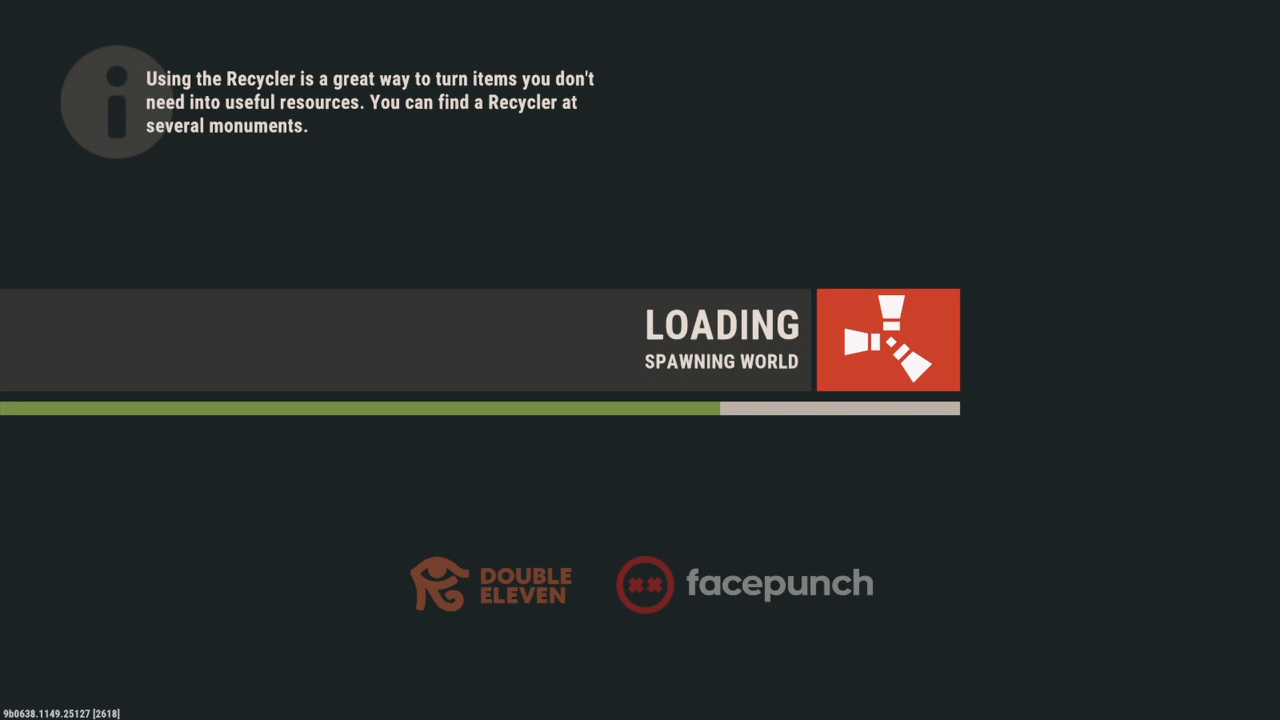 Using the Recycler is a great way to turn items you don't
need into useful resources. You can find a Recycler at
several monuments.
LOADING
SPAWNING WORLD
DOUBLE
ELEVEN
facepunch
9b0638.1149.25127 [2618]